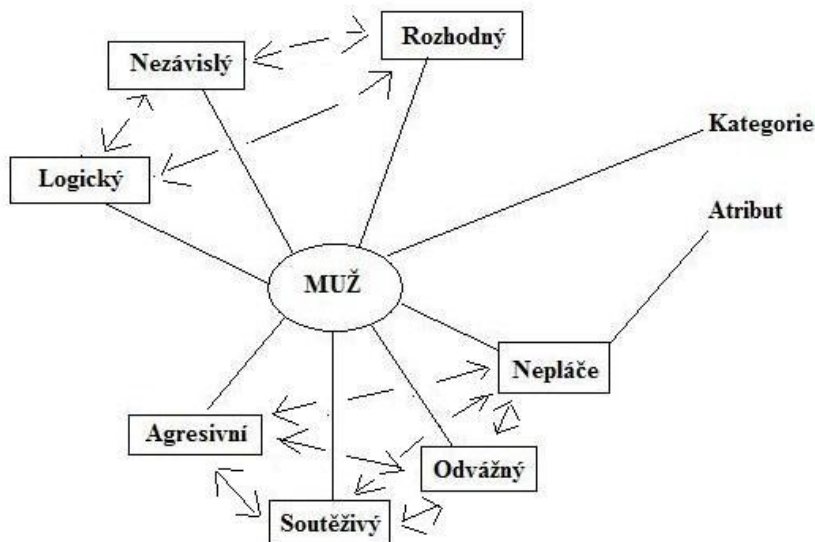 Rozhodný
Nezávislý
Kategorie
Logický
Atribut
MUŽ
Nepláče
Agresivní
Odvážný
Soutěživý